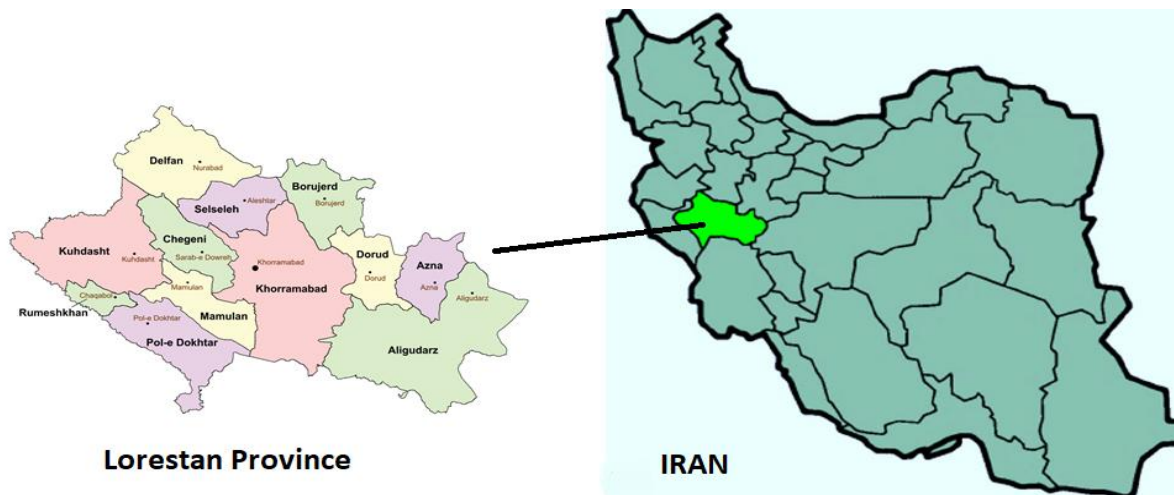 Delfan
Nurabad
Borujerd
Borujerd
Selseleh
Aleshtar
Chegeni
Sarab-e Dowreh
Kuhdasht
Kuhdasht
Khorramabad
Khorramabad
Dorud
Dorud
Azna
Azna
Aligudarz
Aligudarz
Mamulan
Mamulan
Chaqabol
Rumeshkhan
Pol-e Dokhtar
Pol-e Dokhtar
Lorestan Province
IRAN